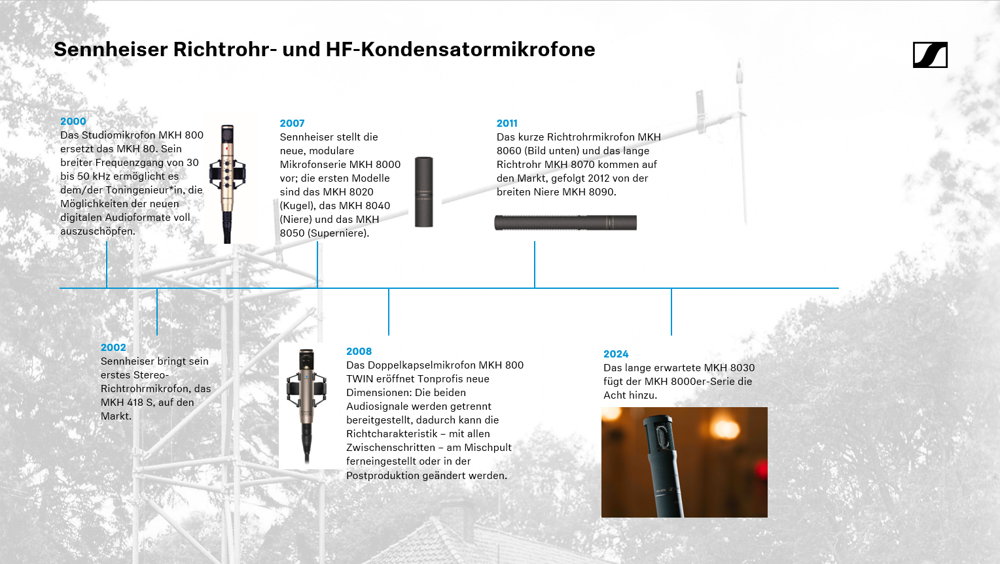 Sennheiser Richtrohr- und HF-Kondensatormikrofone
2000
Das Studiomikrofon MKH 800
ersetzt das MKH 80. Sein
breiter Frequenzgang von 30
bis 50 kHz ermöglicht es
dem/der Toningenieur*in, die
Möglichkeiten der neuen
digitalen Audioformate voll
auszuschöpfen.
2007
Sennheiser stellt die
neue, modulare
Mikrofonserie MKH 8000
vor; die ersten Modelle
sind das MKH 8020
(Kugel), das MKH 8040
(Niere) und das MKH
8050 (Superniere).
2011
Das kurze Richtrohrmikrofon MKH
8060 (Bild unten) und das lange
Richtrohr MKH 8070 kommen auf
den Markt, gefolgt 2012 von der
breiten Niere MKH 8090.
2002
Sennheiser bringt sein
erstes Stereo-
Richtrohrmikrofon, das
MKH 418 S, auf den
Markt.
2008
Das Doppelkapselmikrofon MKH 800
TWIN eröffnet Tonprofis neue
Dimensionen: Die beiden
Audiosignale werden getrennt
bereitgestellt, dadurch kann die
Richtcharakteristik – mit allen
Zwischenschritten – am Mischpult
ferneingestellt oder in der
Postproduktion geändert werden.
2024
Das lange erwartete MKH 8030
fügt der MKH 8000er-Serie die
Acht hinzu.